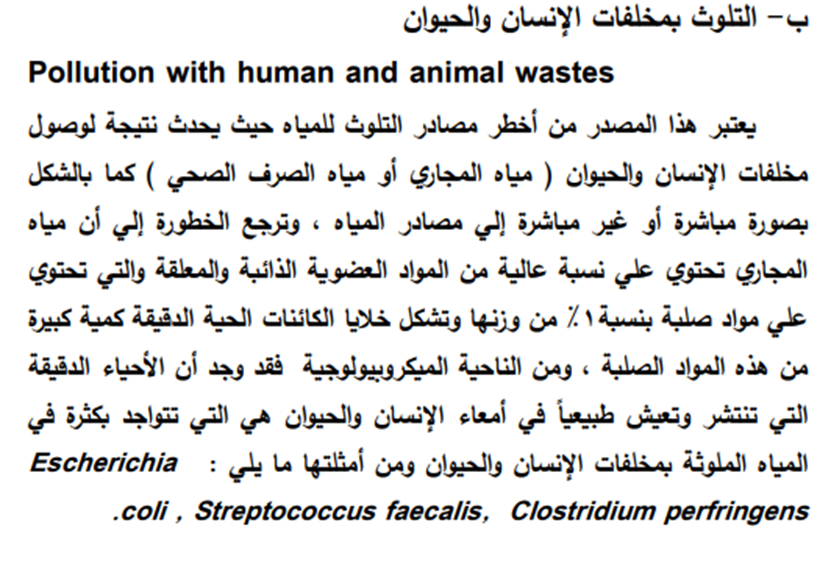 ب- التلوث بمخلفات الإنسان والحيوان
Pollution with human and animal wastes
يعتبر هذا المصدر من أخطر مصادر التلوث للمياه حيث يحدث نتيجة لوصول
مخلفات الإنسان والحيوان ( مياه المجاري أو مياه الصرف الصحي ) كما بالشكل
بصورة مباشرة أو غير مباشرة إلي مصادر المياه ، وترجع الخطورة إلي أن مياه
المجاري تحتوي علي نسبة عالية من المواد العضوية الذائبة والمعلقة والتي تحتوي
علي مواد صلبة بنسبة١٪ من وزنها وتشكل خلايا الكائنات الحية الدقيقة كمية كبيرة
من هذه المواد الصلبة ، ومن الناحية الميكروبيولوجية فقد وجد أن الأحياء الدقيقة
التي تنتشر وتعيش طبيعياً في أمعاء الإنسان والحيوان هي التي تتواجد بكثرة في
المياه الملوثة بمخلفات الإنسان والحيوان ومن أمثلتها ما يلي : Escherichia
.coli , Streptococcus faecalis, Clostridium perfringens